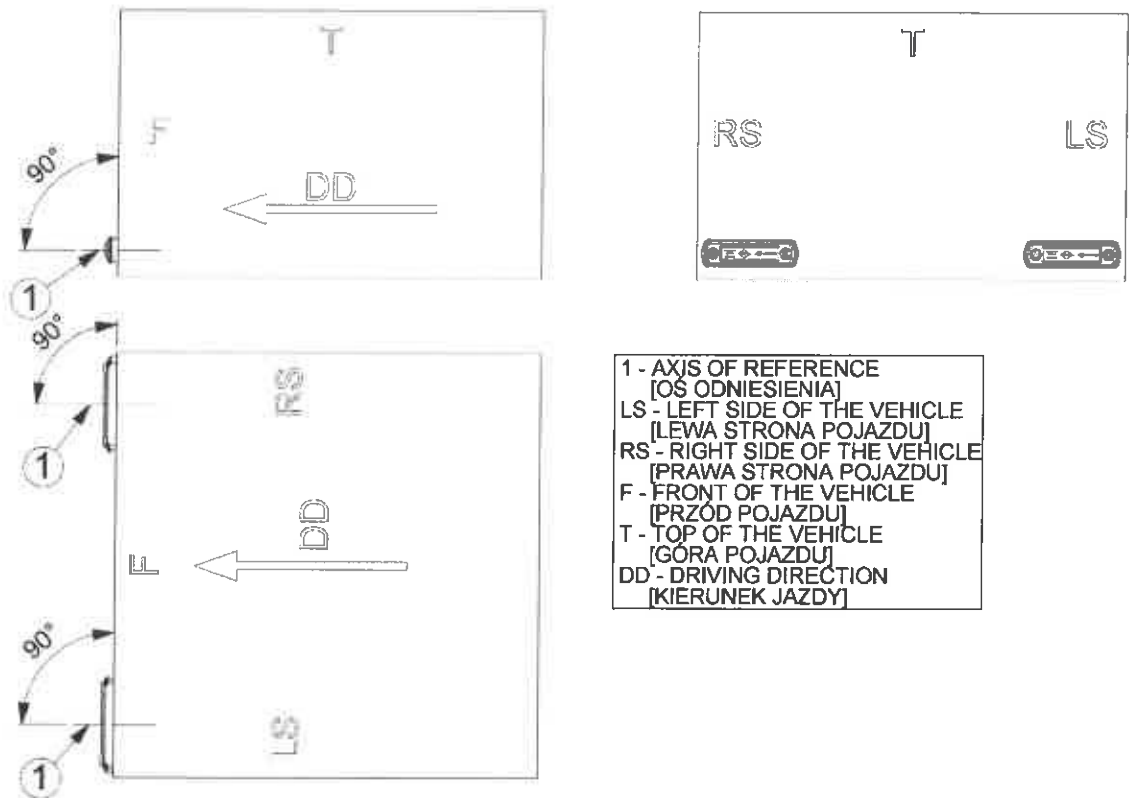 T
F
90°
DD
1
T
RS
LS
90°
RS
1
DD
F
90°
LS
1
1 - AXIS OF REFERENCE
[OŚ ODNIESIENIA]
LS - LEFT SIDE OF THE VEHICLE
[LEWA STRONA POJAZDU]
RS - RIGHT SIDE OF THE VEHICLE
[PRAWA STRONA POJAZDU]
F - FRONT OF THE VEHICLE
[PRZÓD POJAZDU]
T - TOP OF THE VEHICLE
[GÓRA POJAZDU]
DD - DRIVING DIRECTION
[KIERUNEK JAZDY]